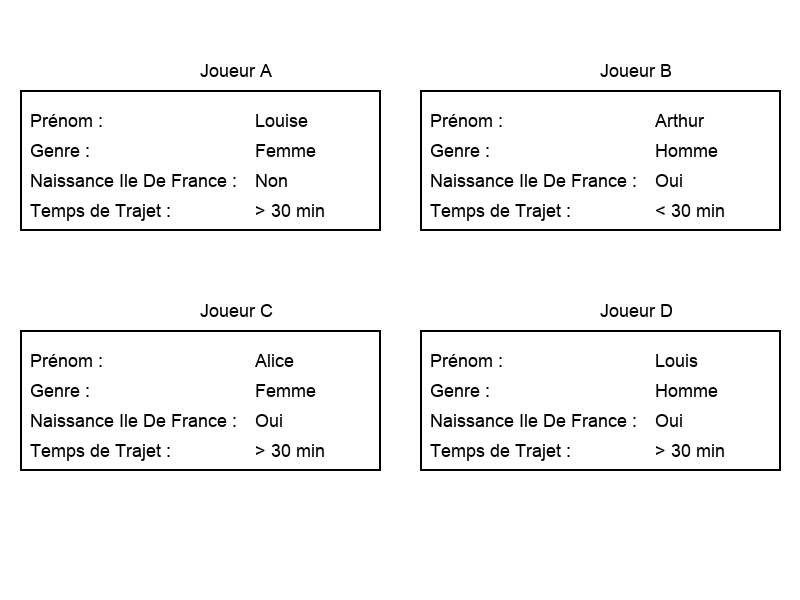 Joueur A
Prénom : Louise
Genre : Femme
Naissance Ile De France : Non
Temps de Trajet : > 30 min
Joueur B
Prénom : Arthur
Genre : Homme
Naissance Ile De France : Oui
Temps de Trajet : < 30 min
Joueur C
Prénom : Alice
Genre : Femme
Naissance Ile De France : Oui
Temps de Trajet : > 30 min
Joueur D
Prénom : Louis
Genre : Homme
Naissance Ile De France : Oui
Temps de Trajet : > 30 min